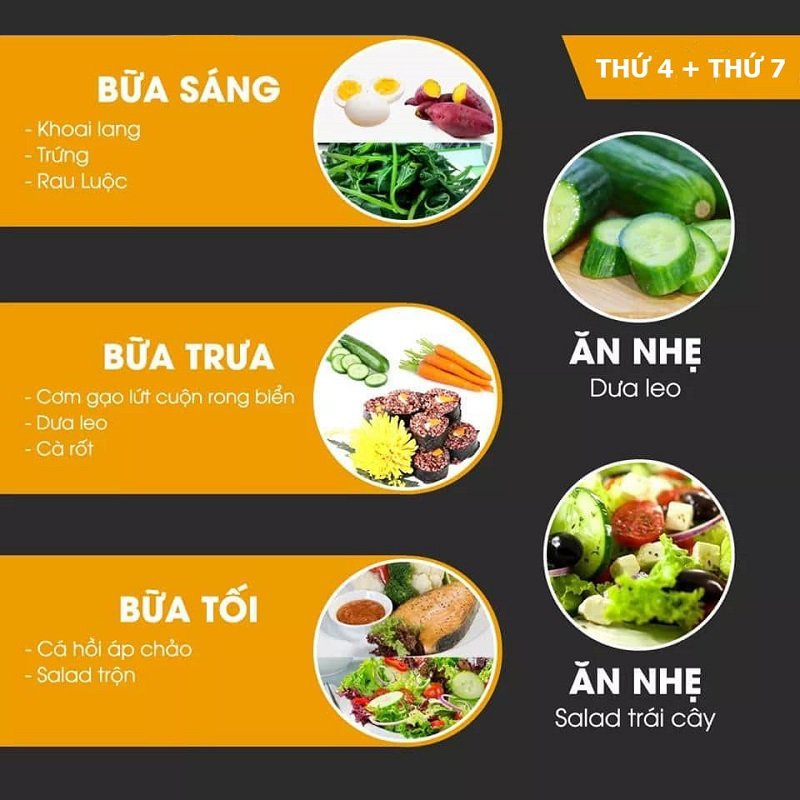 THỨ 4 + THỨ 7
BỮA SÁNG
- Khoai lang
- Trứng
- Rau Luộc
BỮA TRƯA
- Cơm gạo lứt cuộn rong biển
- Dưa leo
- Cà rốt
ĂN NHẸ
Dưa leo
BỮA TỐI
- Cá hồi áp chảo
- Salad trộn
ĂN NHẸ
Salad trái cây